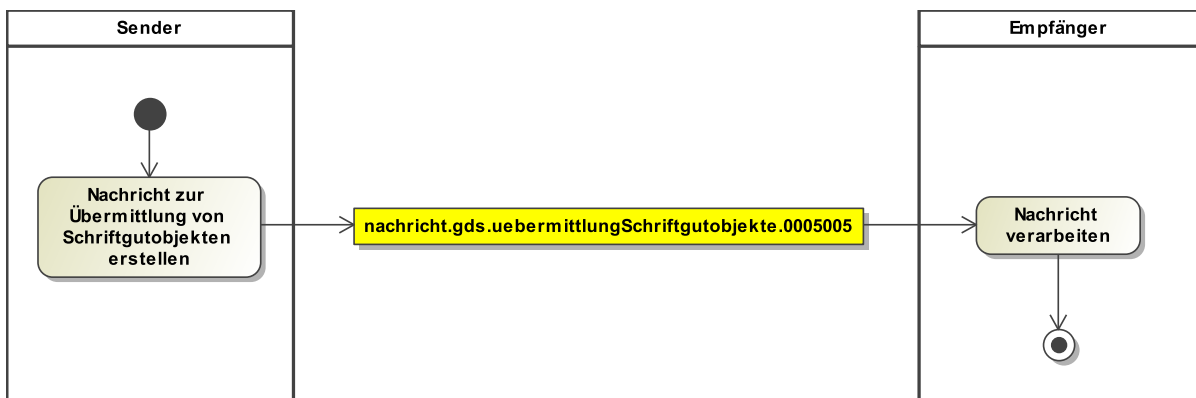 Sender
Empfänger
Nachricht zur
Übermittlung von
Schriftgutobjekten
erstellen
nachricht.gds.uebermittlungSchriftgutobjekte.0005005
Nachricht
verarbeiten